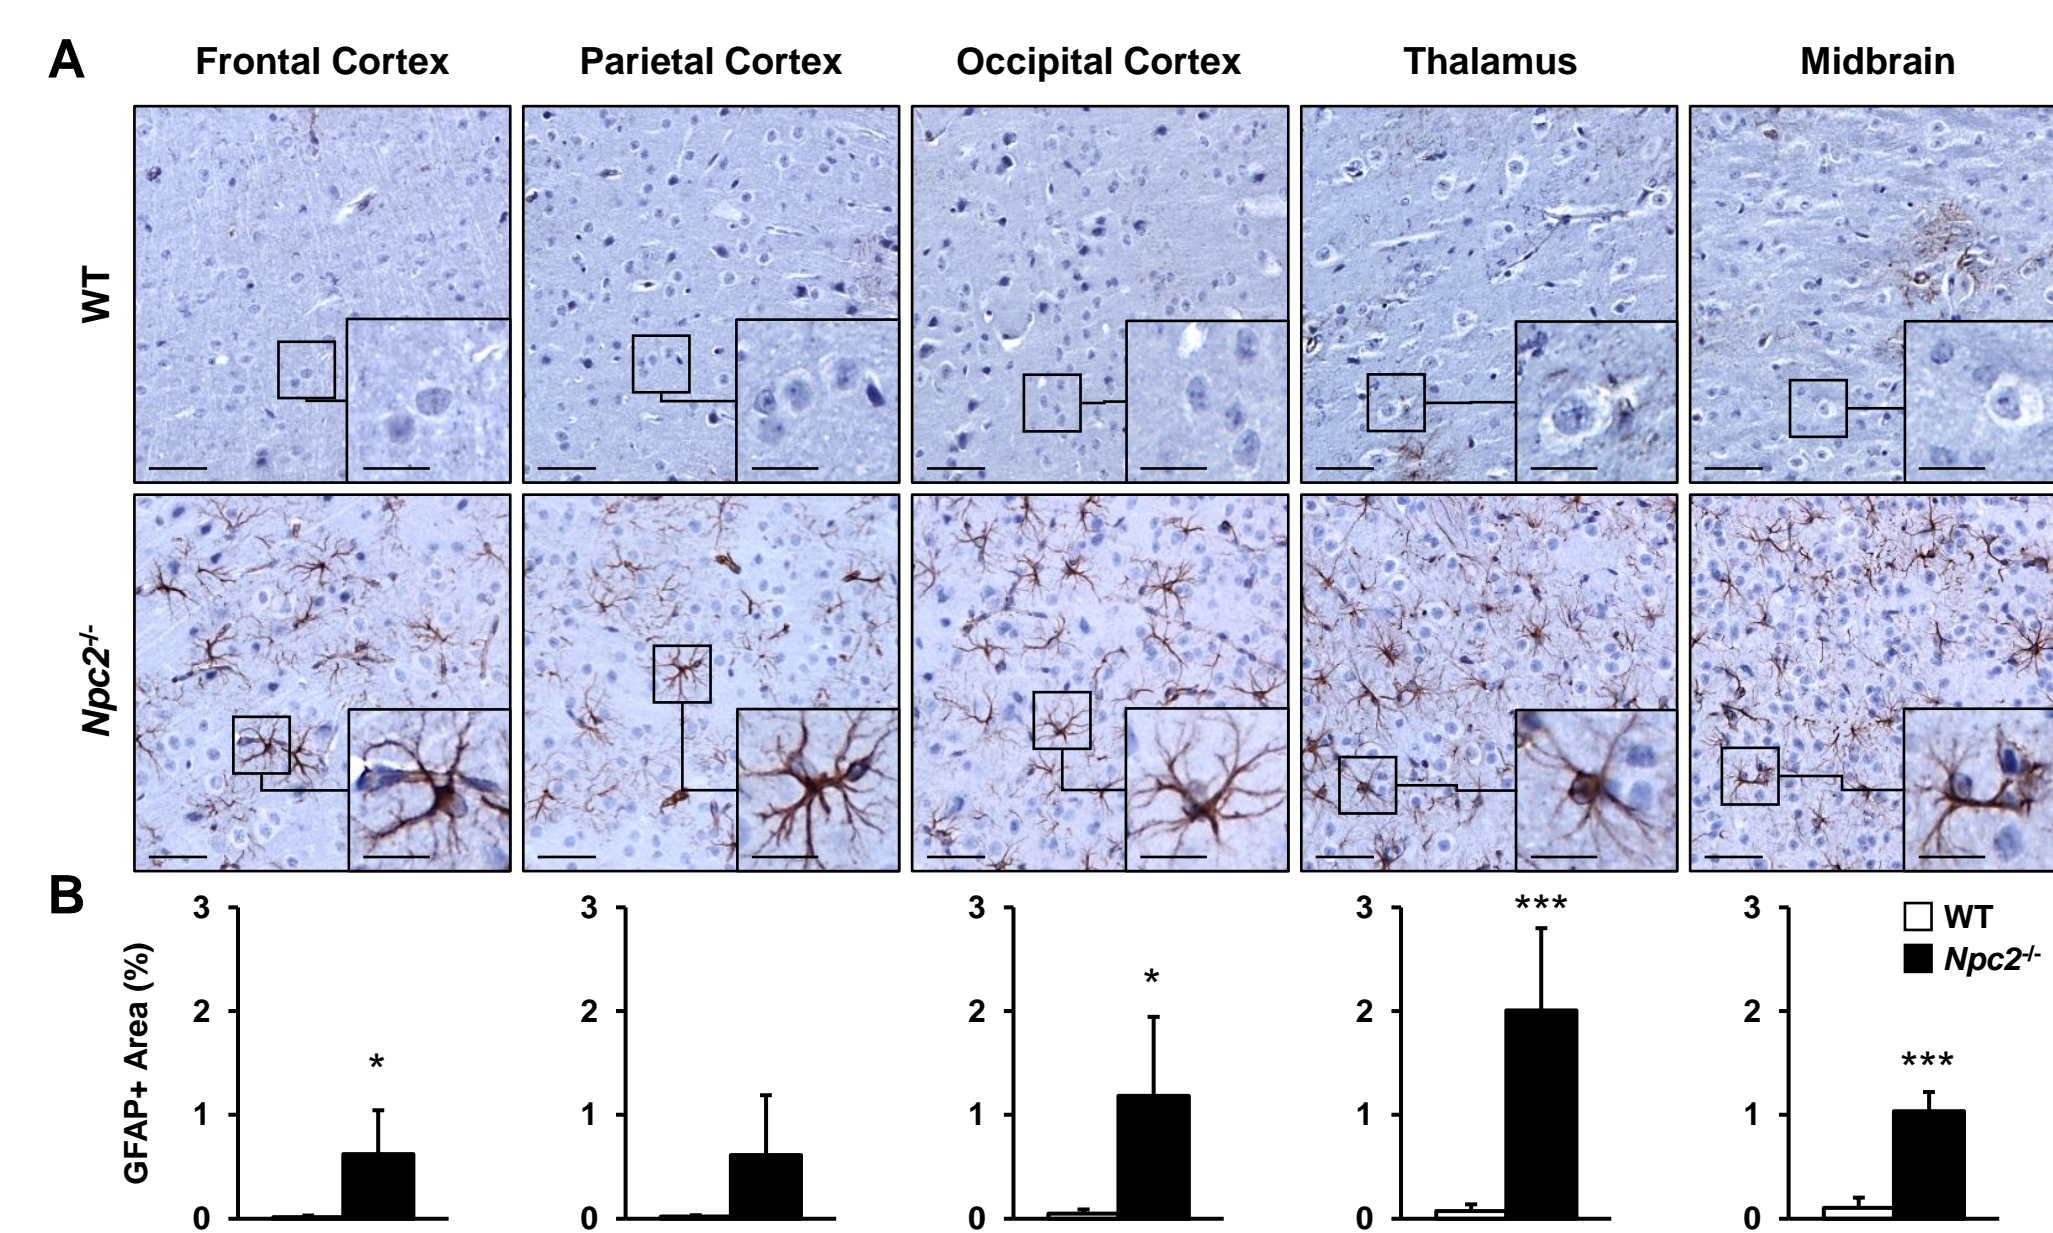 A
Frontal Cortex Parietal Cortex Occipital Cortex Thalamus Midbrain
WT
Npc2-/-
B
GFAP+ Area (%)
3 3 3 3 3
2 2 2 2 2
1 1 1 1 1
0 0 0 0 0
* * *** ***
WT
Npc2-/-